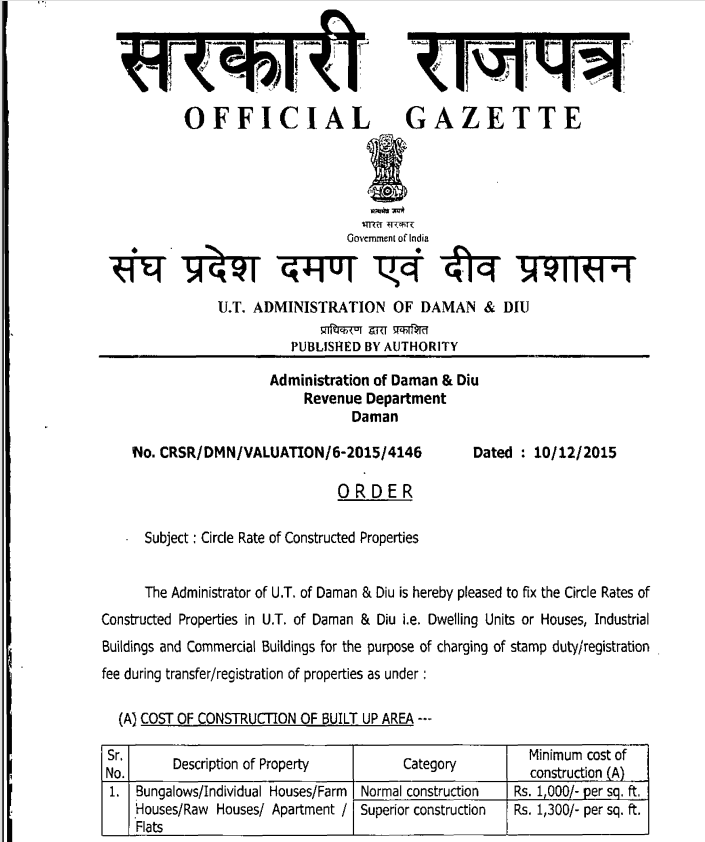 सरकारी राजपत्र
OFFICIAL GAZETTE
सत्यमेव जयते
भारत सरकार
Government of India
संघ प्रदेश दमण एवं दीव प्रशासन
U.T. ADMINISTRATION OF DAMAN & DIU
प्राधिकरण द्वारा प्रकाशित
PUBLISHED BY AUTHORITY
Administration of Daman & Diu
Revenue Department
Daman
No. CRSR/DMN/VALUATION/6-2015/4146 Dated : 10/12/2015
ORDER
Subject : Circle Rate of Constructed Properties
The Administrator of U.T. of Daman & Diu is hereby pleased to fix the Circle Rates of
Constructed Properties in U.T. of Daman & Diu i.e. Dwelling Units or Houses, Industrial
Buildings and Commercial Buildings for the purpose of charging of stamp duty/registration
fee during transfer/registration of properties as under :
(A) COST OF CONSTRUCTION OF BUILT UP AREA ---
Sr. No. Description of Property Category Minimum cost of construction (A)
1. Bungalows/Individual Houses/Farm Normal construction Rs. 1,000/- per sq. ft.
Houses/Raw Houses/ Apartment / Superior construction Rs. 1,300/- per sq. ft.
Flats